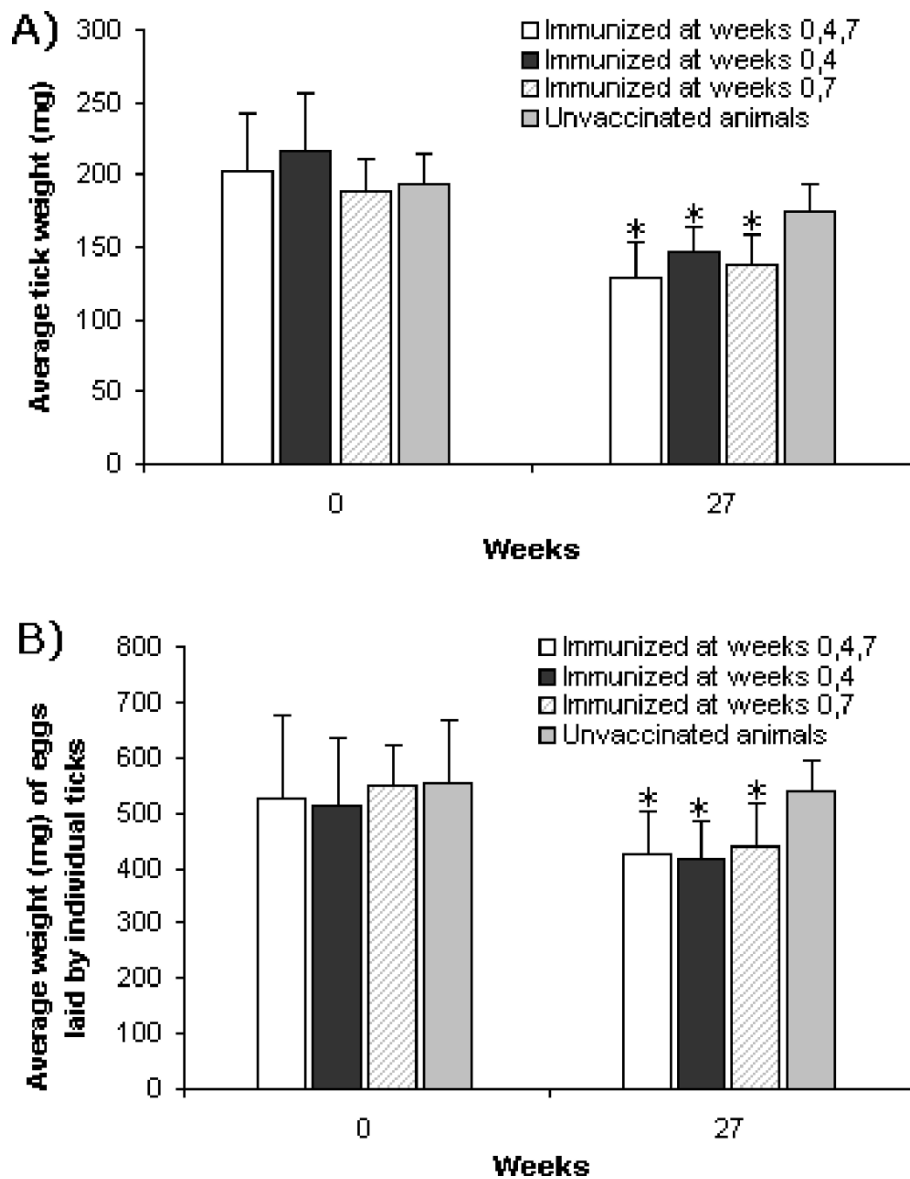 A)
Average tick weight (mg)
300
250
200
150
100
50
0
Immunized at weeks 0,4,7
Immunized at weeks 0,4
Immunized at weeks 0,7
Unvaccinated animals
* * *
0 27
Weeks
B)
Average weight (mg) of eggs
laid by individual ticks
800
700
600
500
400
300
200
100
0
Immunized at weeks 0,4,7
Immunized at weeks 0,4
Immunized at weeks 0,7
Unvaccinated animals
* * *
0 27
Weeks